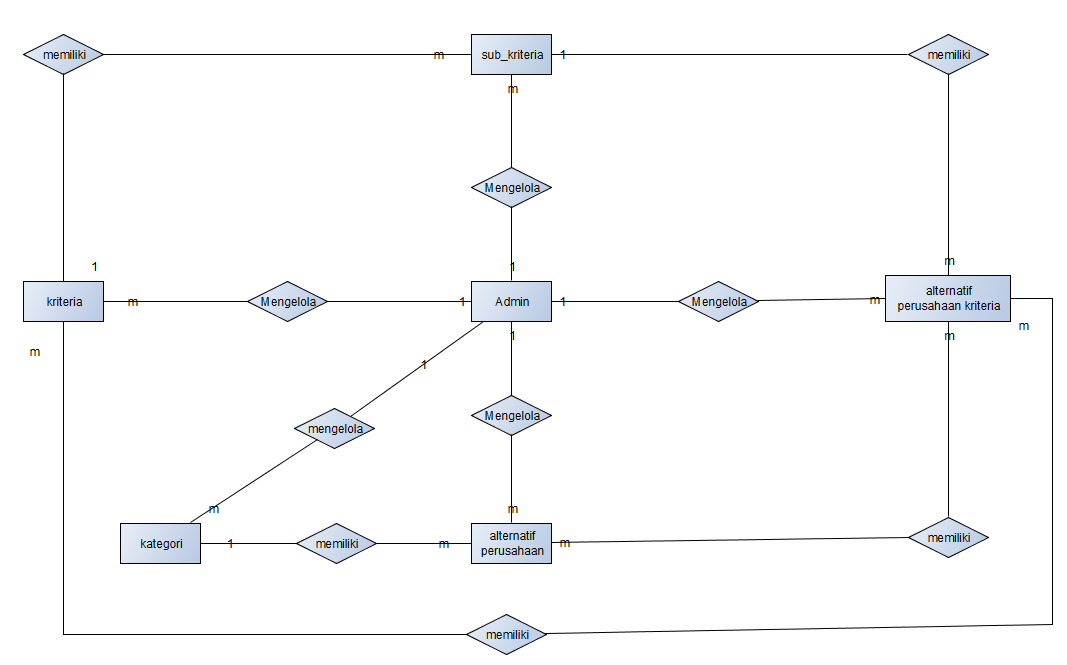 memiliki
m
sub_kriteria
1
memiliki
m
Mengelola
1
1
m
kriteria
m
Mengelola
1
Admin
1
Mengelola
m
alternatif
perusahaan kriteria
m
m
1
m
1
Mengelola
mengelola
m
m
kategori
1
memiliki
m
alternatif
perusahaan
m
memiliki
memiliki